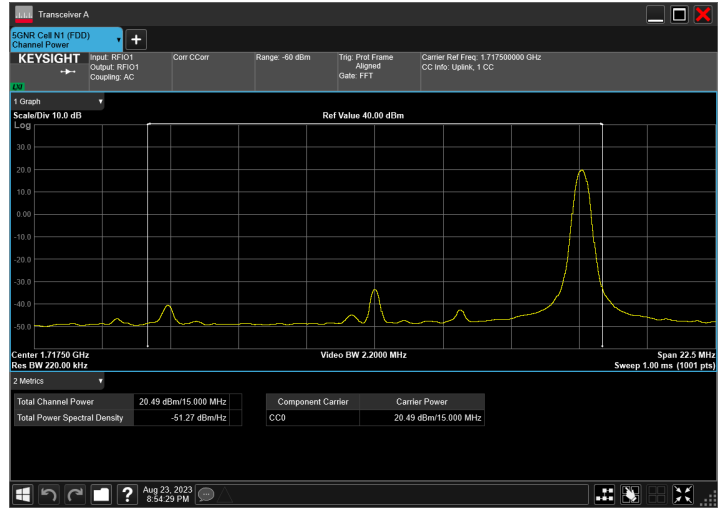 Transceiver A
5GNR Cell N1 (FDD)
Channel Power
+
KEYSIGHT
Input: RFIO1
Output: RFIO1
Coupling: AC
Corr CCorr
Range: -60 dBm
Trig: Prot Frame
Aligned
Gate: FFT
Carrier Ref Freq: 1.717500000 GHz
CC Info: Uplink, 1 CC
LXI
1 Graph
Scale/Div 10.0 dB
Ref Value 40.00 dBm
Log
30.0
20.0
10.0
0.00
-10.0
-20.0
-30.0
-40.0
-50.0
Center 1.71750 GHz
Video BW 2.2000 MHz
Span 22.5 MHz
Res BW 220.00 kHz
Sweep 1.00 ms (1001 pts)
2 Metrics
Total Channel Power 20.49 dBm/15.000 MHz
Total Power Spectral Density -51.27 dBm/Hz
Component Carrier Carrier Power
CC0 20.49 dBm/15.000 MHz
?
Aug 23, 2023
8:54:29 PM